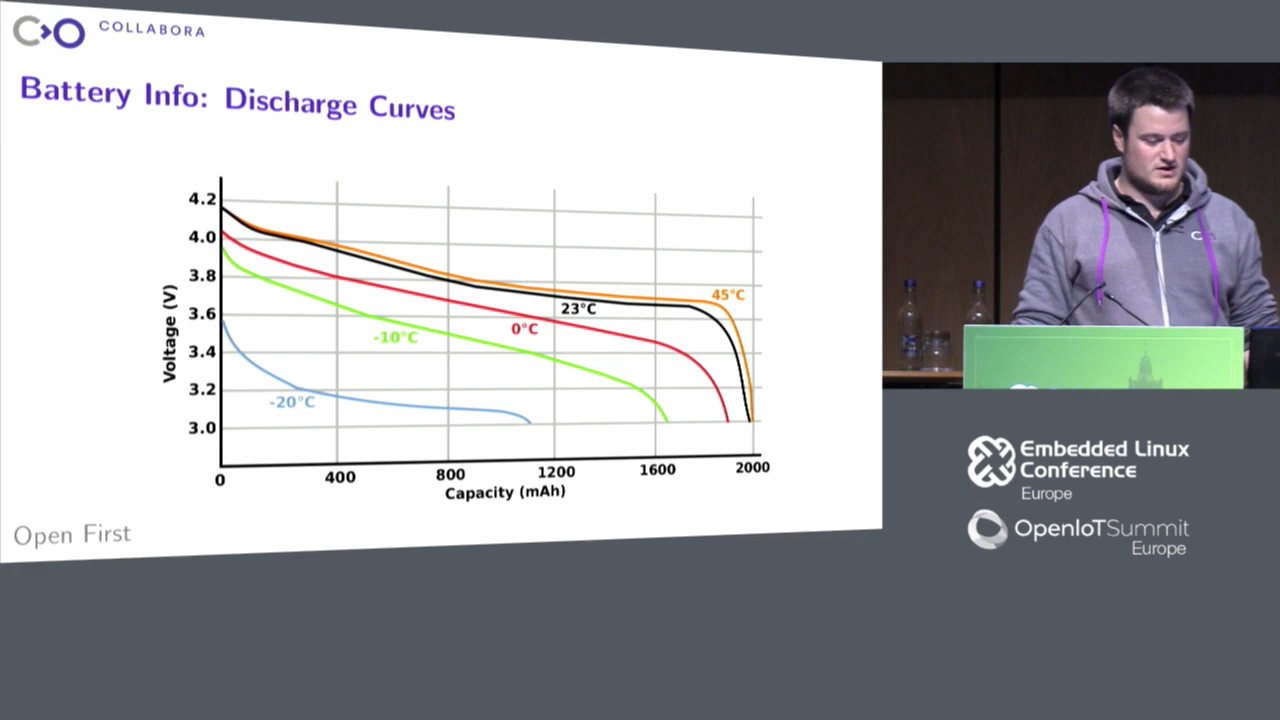 COLLABORA
Battery Info: Discharge Curves
4.2
4.0
3.8
3.6
3.4
3.2
3.0
Voltage (V)
45°C
23°C
0°C
-10°C
-20°C
0
400
800
1200
1600
2000
Capacity (mAh)
Open First
Embedded Linux
Conference
Europe
OpenIoTSummit
Europe